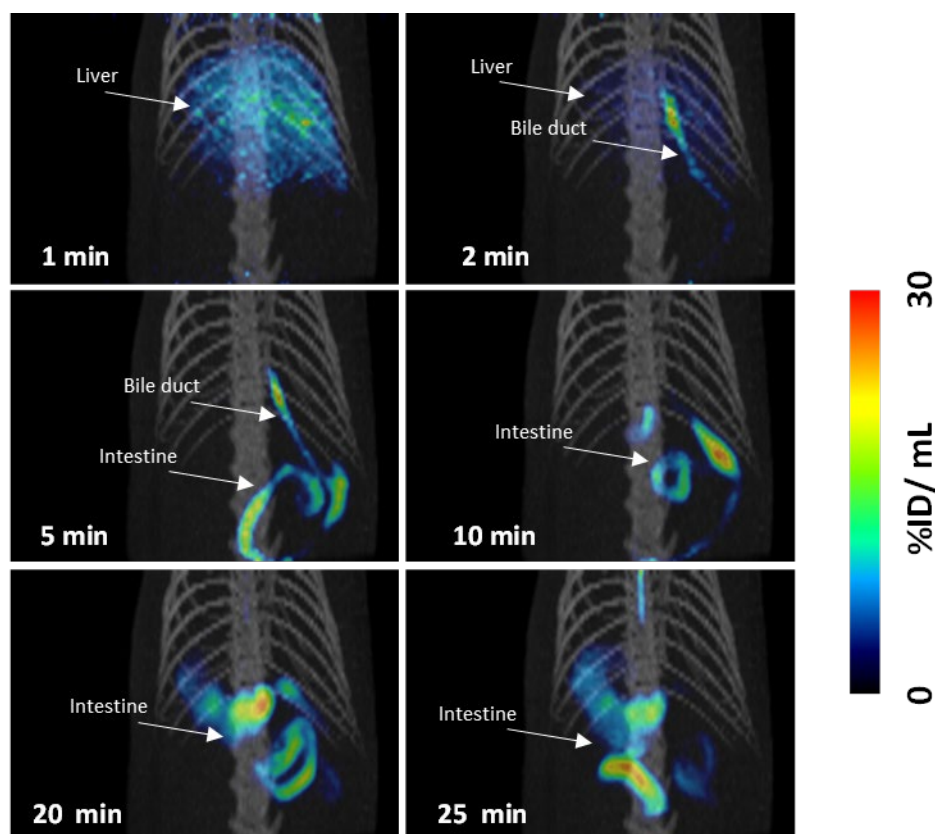 Liver
1 min
Liver
Bile duct
2 min
Bile duct
Intestine
5 min
Intestine
10 min
Intestine
20 min
Intestine
25 min
30
%ID/ mL
0